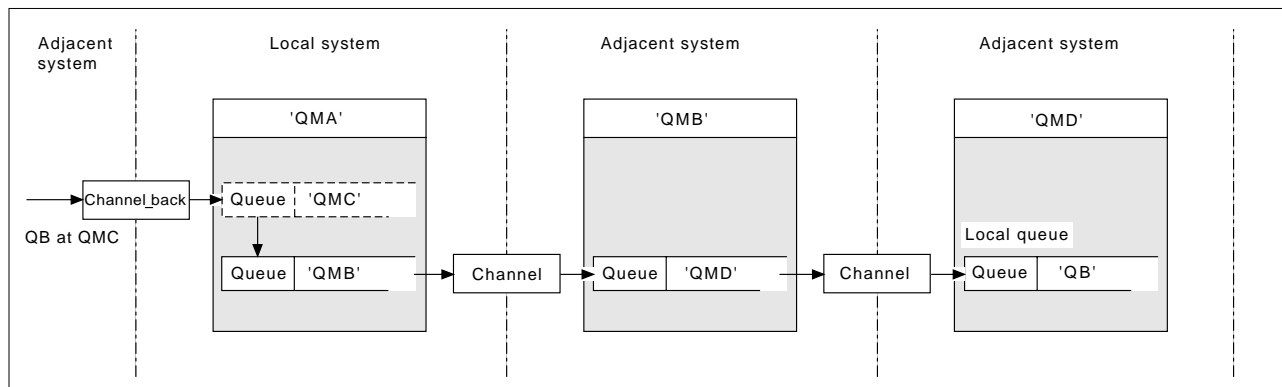 Adjacent
system
Local system
Adjacent system
Adjacent system
'QMA'
'QMB'
'QMD'
Channel_back
Queue 'QMC'
QB at QMC
Local queue
Queue 'QMB'
Channel
Queue 'QMD'
Channel
Queue 'QB'